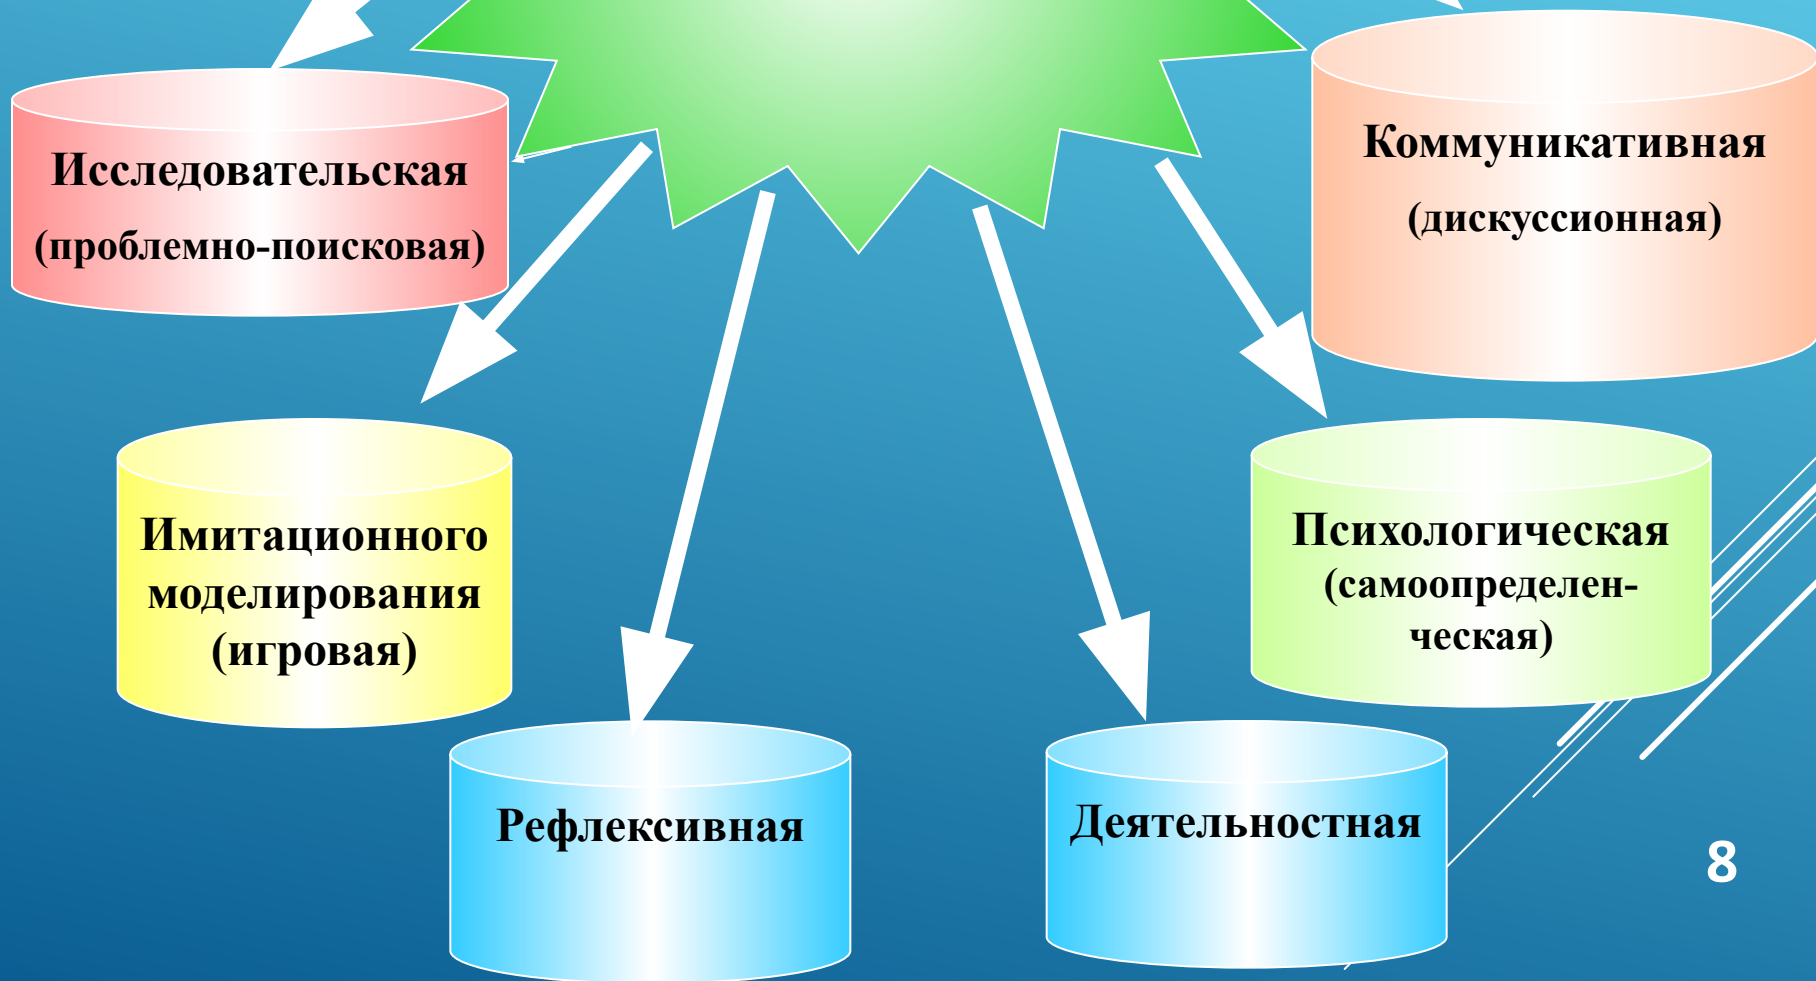 Исследовательская
(проблемно-поисковая)
Коммуникативная
(дискуссионная)
Имитационного
моделирования
(игровая)
Психологическая
(самоопределен-
ческая)
Рефлексивная
Деятельностная
8